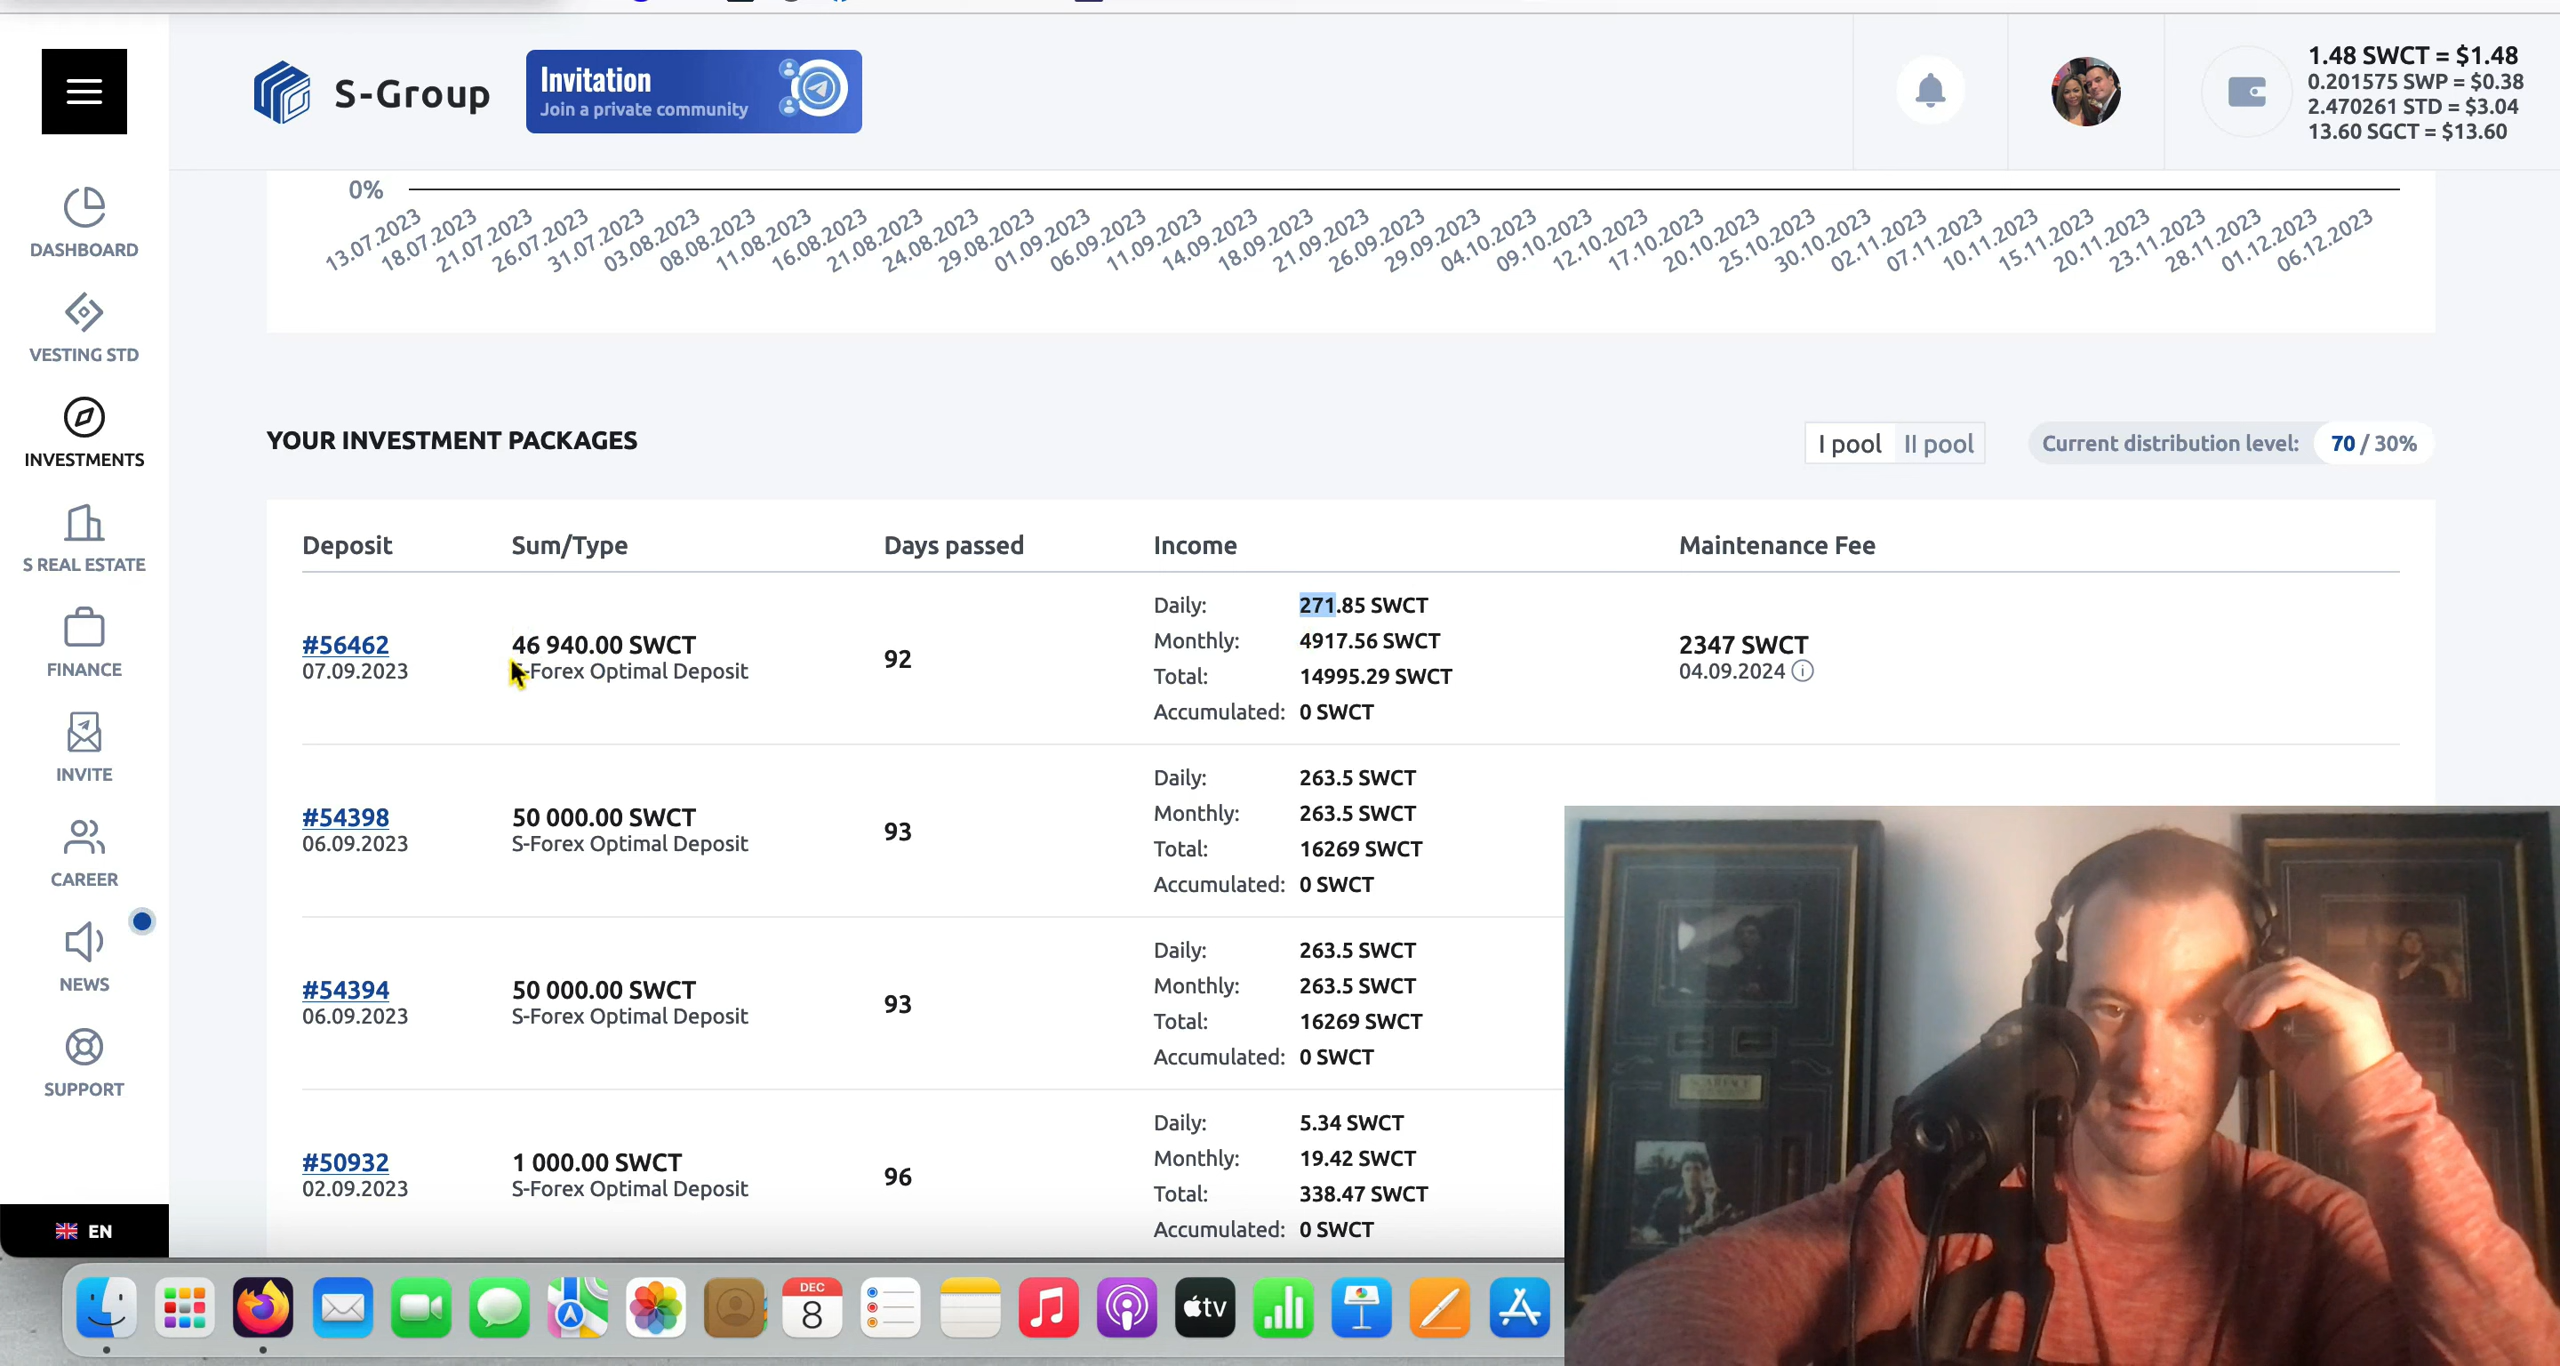 S-Group
Invitation
Join a private community
1.48 SWCT = $1.48
0.201575 SWP = $0.38
2.470261 STD = $3.04
13.60 SGCT = $13.60
DASHBOARD
VESTING STD
INVESTMENTS
S REAL ESTATE
FINANCE
INVITE
CAREER
NEWS
SUPPORT
EN
0%
13.07.2023
18.07.2023
21.07.2023
26.07.2023
31.07.2023
03.08.2023
08.08.2023
11.08.2023
16.08.2023
21.08.2023
24.08.2023
29.08.2023
01.09.2023
06.09.2023
11.09.2023
14.09.2023
18.09.2023
21.09.2023
26.09.2023
29.09.2023
04.10.2023
09.10.2023
12.10.2023
17.10.2023
20.10.2023
25.10.2023
30.10.2023
02.11.2023
07.11.2023
10.11.2023
15.11.2023
20.11.2023
23.11.2023
28.11.2023
01.12.2023
06.12.2023
YOUR INVESTMENT PACKAGES
I pool II pool
Current distribution level: 70 / 30%
Deposit Sum/Type Days passed Income Maintenance Fee
#56462
07.09.2023
46 940.00 SWCT
S-Forex Optimal Deposit
92
Daily: 271.85 SWCT
Monthly: 4917.56 SWCT
Total: 14995.29 SWCT
Accumulated: 0 SWCT
2347 SWCT
04.09.2024
#54398
06.09.2023
50 000.00 SWCT
S-Forex Optimal Deposit
93
Daily: 263.5 SWCT
Monthly: 263.5 SWCT
Total: 16269 SWCT
Accumulated: 0 SWCT
#54394
06.09.2023
50 000.00 SWCT
S-Forex Optimal Deposit
93
Daily: 263.5 SWCT
Monthly: 263.5 SWCT
Total: 16269 SWCT
Accumulated: 0 SWCT
#50932
02.09.2023
1 000.00 SWCT
S-Forex Optimal Deposit
96
Daily: 5.34 SWCT
Monthly: 19.42 SWCT
Total: 338.47 SWCT
Accumulated: 0 SWCT
DEC
8
tv
SCARFACE